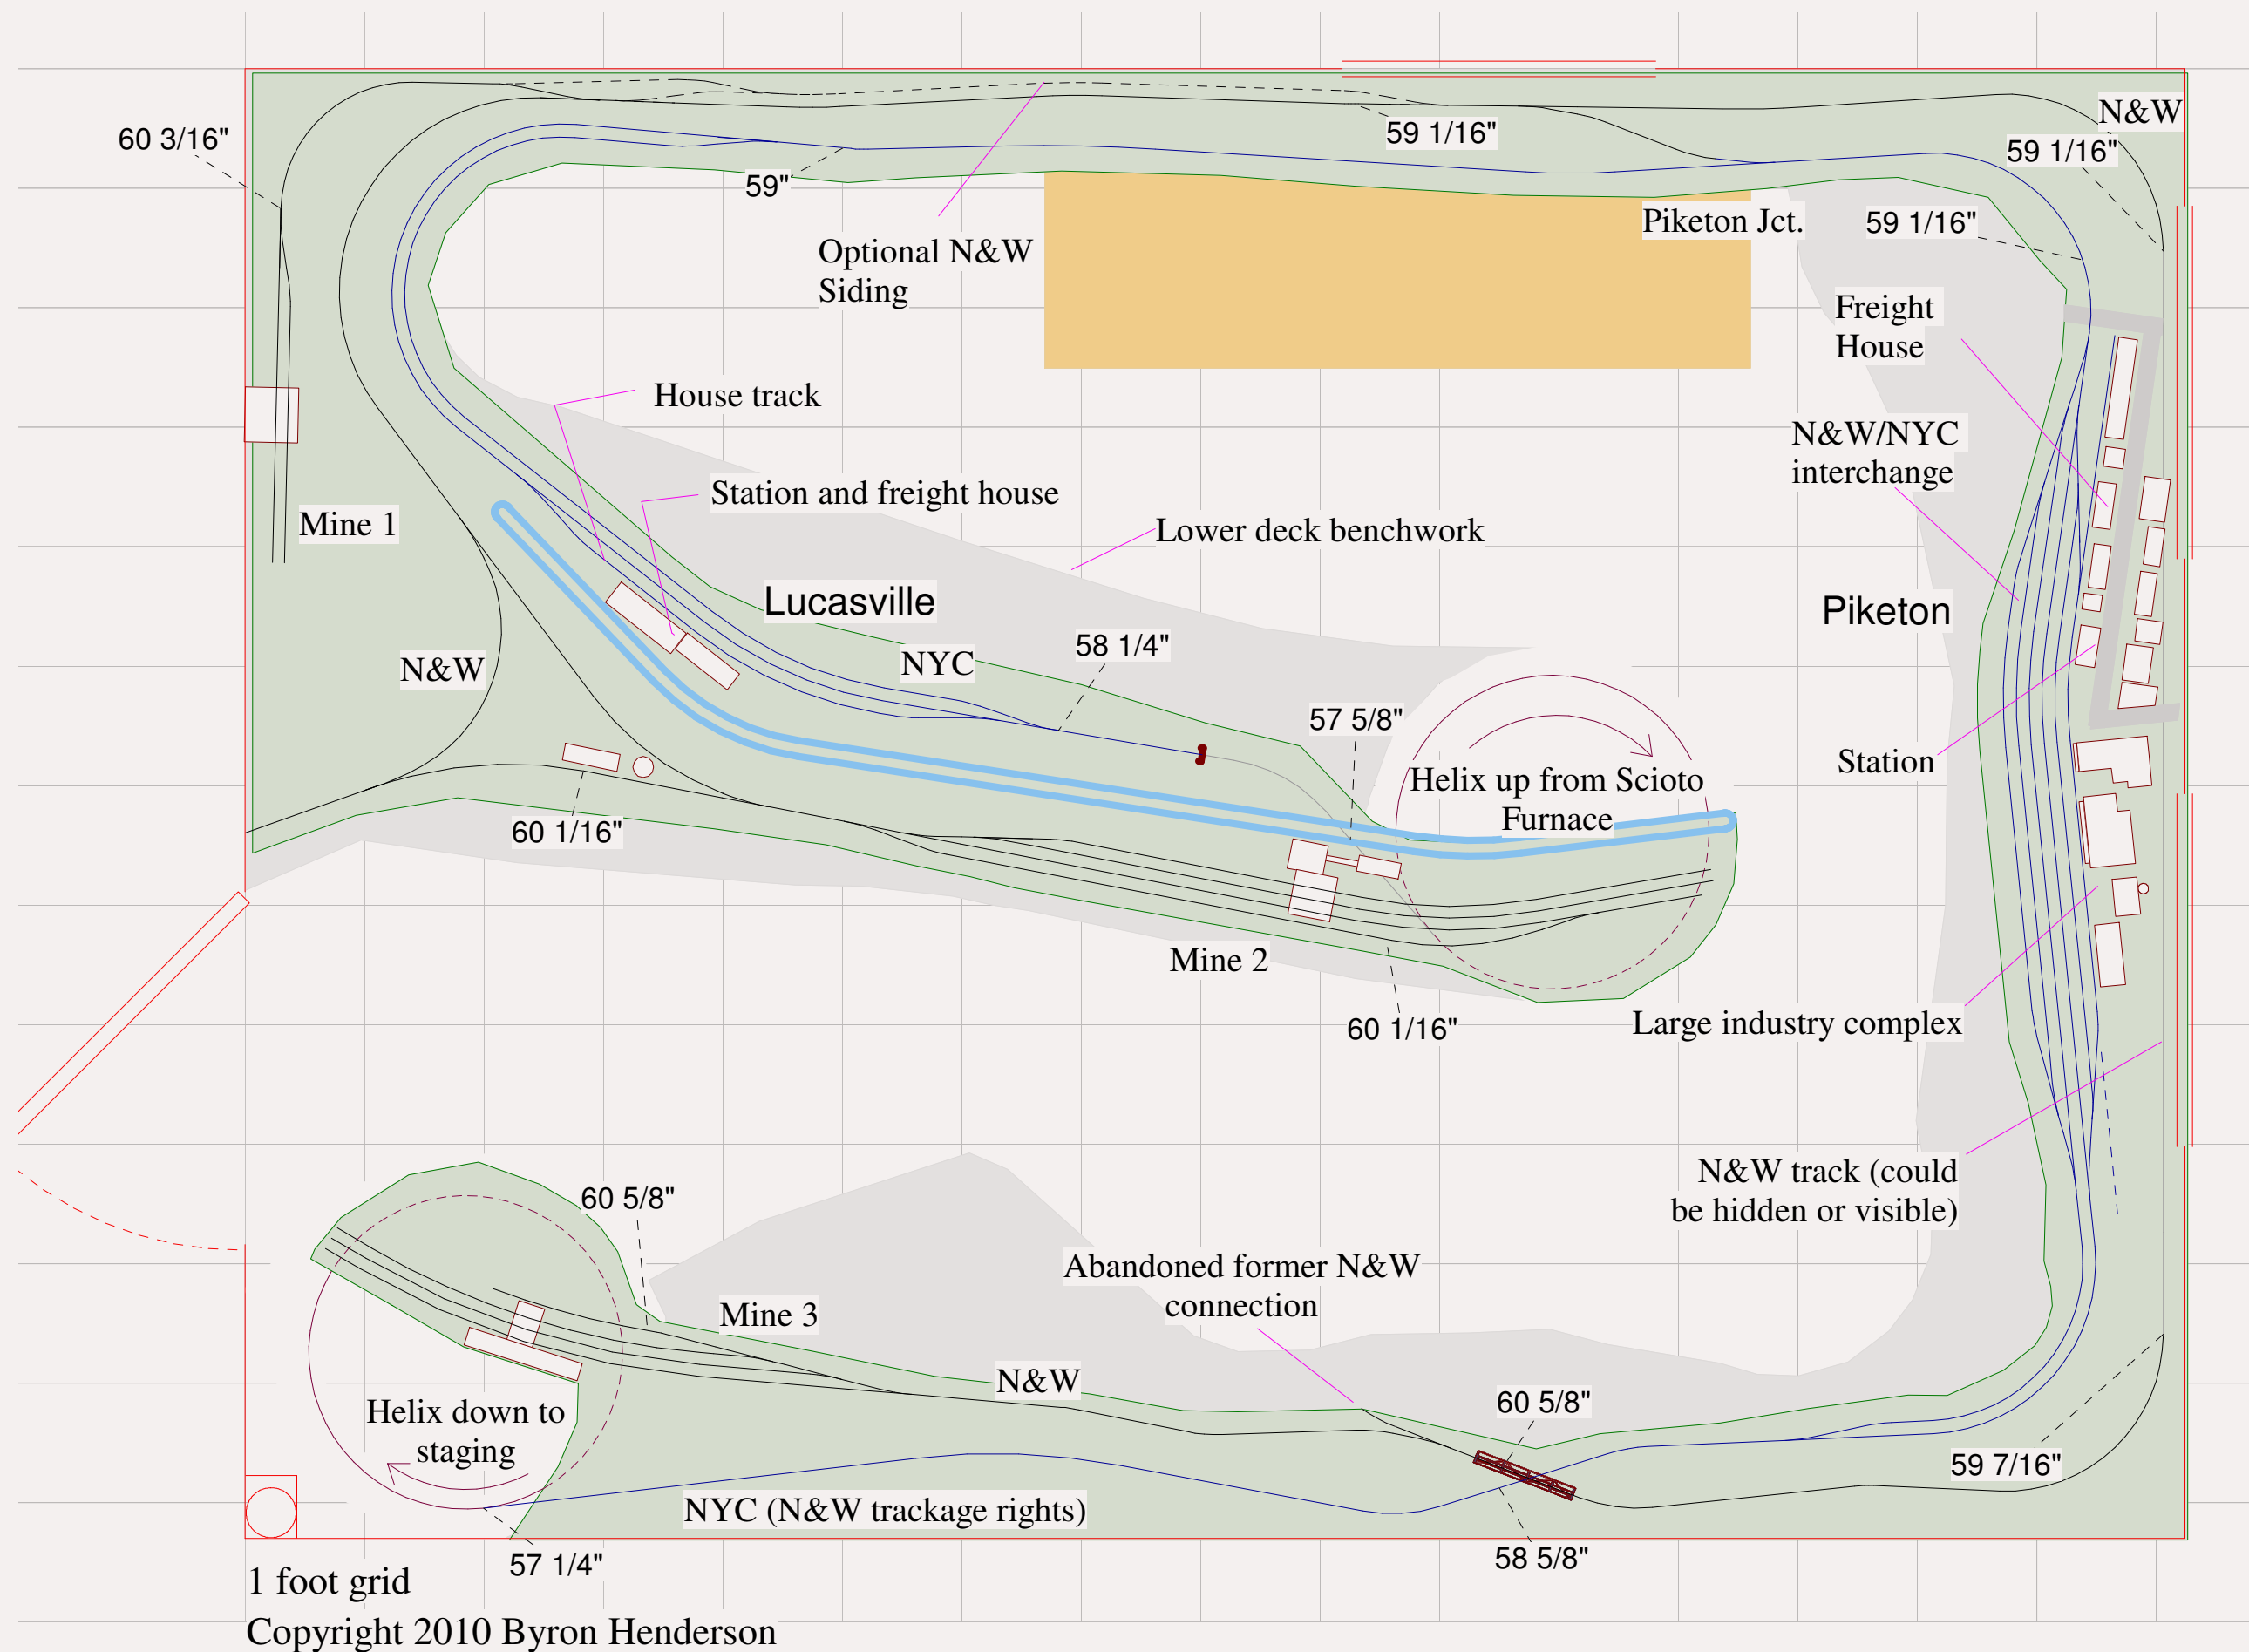 N&W
60 3/16"
59 1/16"
59 1/16"
59"
Piketon Jct.
59 1/16"
Optional N&W
Siding
Freight
House
House track
N&W/NYC
interchange
Station and freight house
Mine 1
Lower deck benchwork
Lucasville
Piketon
58 1/4"
NYC
N&W
57 5/8"
Station
Helix up from Scioto
Furnace
60 1/16"
Mine 2
60 1/16"
Large industry complex
N&W track (could
be hidden or visible)
60 5/8"
Abandoned former N&W
connection
Mine 3
N&W
60 5/8"
Helix down to
staging
59 7/16"
NYC (N&W trackage rights)
57 1/4"
58 5/8"
1 foot grid
Copyright 2010 Byron Henderson